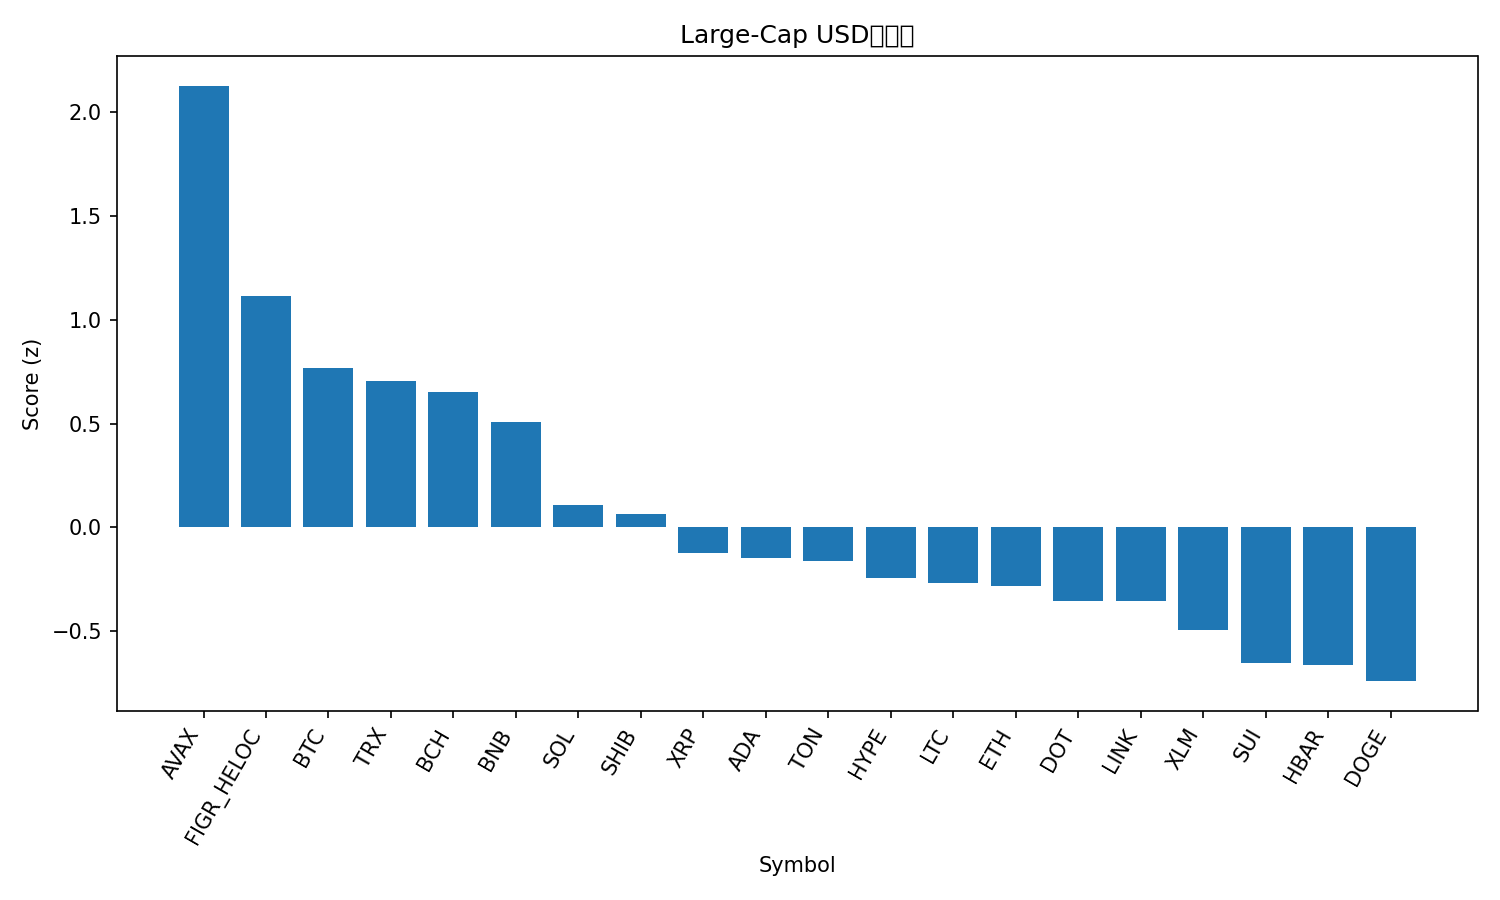 Large-Cap USD
Score (z)
2.0
1.5
1.0
0.5
0.0
−0.5
AVAX
FIGR_HELOC
BTC
TRX
BCH
BNB
SOL
SHIB
XRP
ADA
TON
HYPE
LTC
ETH
DOT
LINK
XLM
SUI
HBAR
DOGE
Symbol